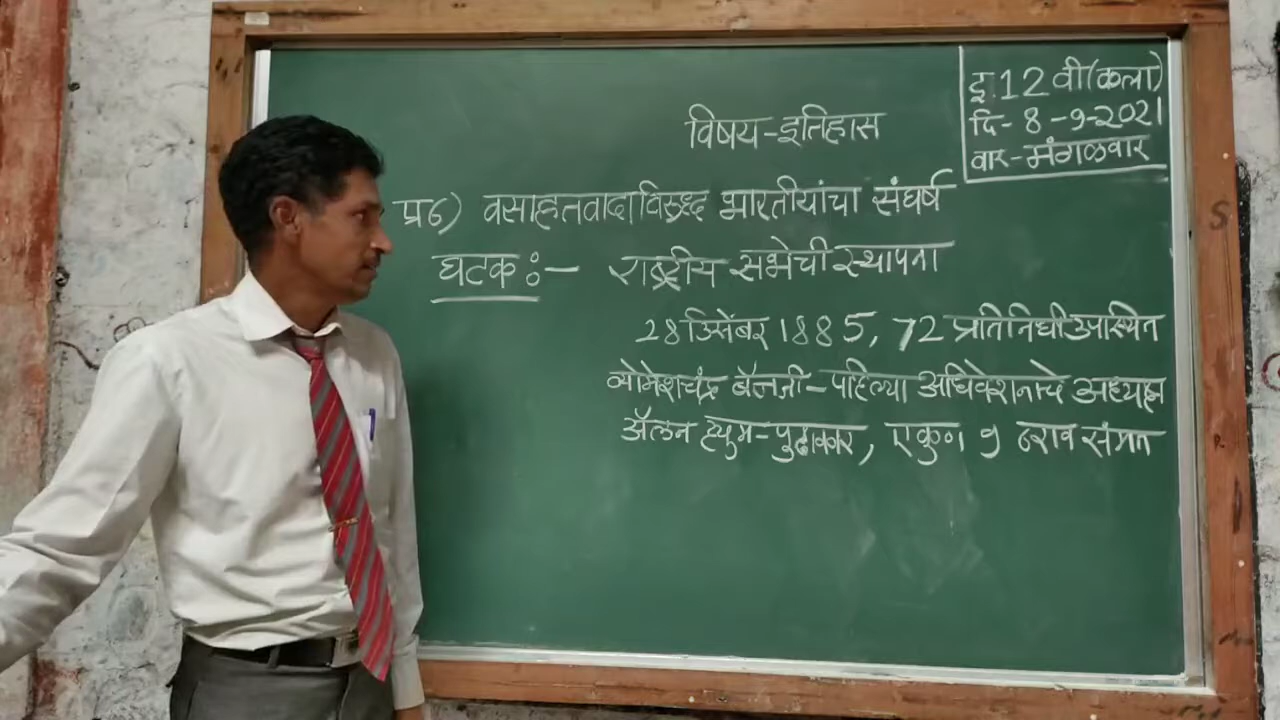 इ.12 वी(कला)
दि- 8 -9-2021
वार-मंगळवार
विषय-इतिहास
प्र6) वसाहतवादाविरुद्ध भारतीयांचा संघर्ष
घटक :- राष्ट्रीय सभेची स्थापना
28 डिसेंबर 1885, 72 प्रतिनिधी उपस्थित
व्योमेशचंद्र बॅनर्जी-पहिल्या अधिवेशनाचे अध्यक्ष
ॲलन ह्युम-पुढाकार, एकुण 9 ठराव संमत